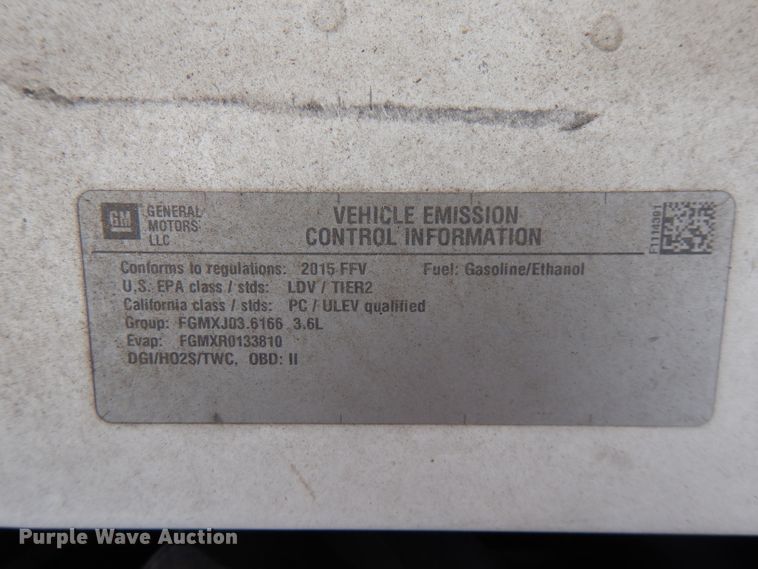 GM GENERAL MOTORS LLC
VEHICLE EMISSION
CONTROL INFORMATION
Conforms to regulations: 2015 FFV Fuel: Gasoline/Ethanol
U.S. EPA class / stds: LDV / TIER2
California class / stds: PC / ULEV qualified
Group: FGMXJ03.6166 3.6L
Evap: FGMXR0133810
DGI/HO2S/TWC, OBD: II
Purple Wave Auction